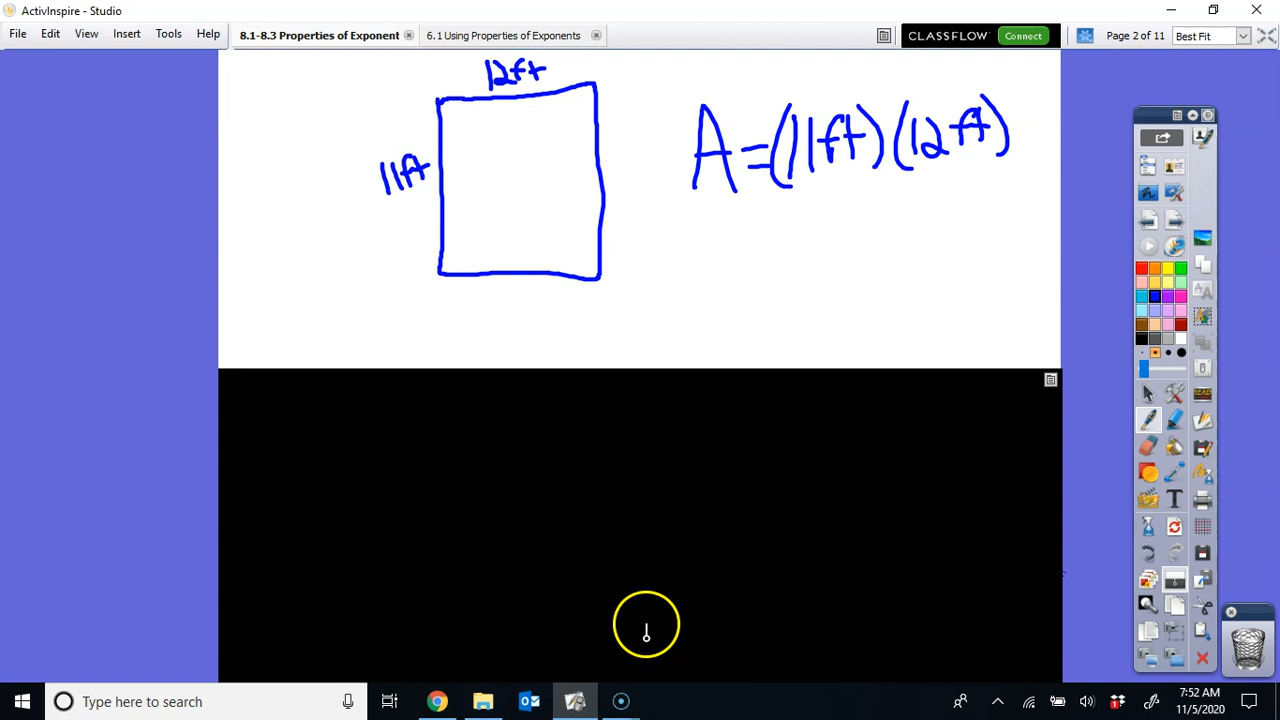 ActivInspire - Studio
File Edit View Insert Tools Help 8.1-8.3 Properties of Exponent 6.1 Using Properties of Exponents CLASSFLOW Connect Page 2 of 11 Best Fit
12ft
11ft
A=(11ft)(12ft)
Type here to search
7:52 AM
11/5/2020